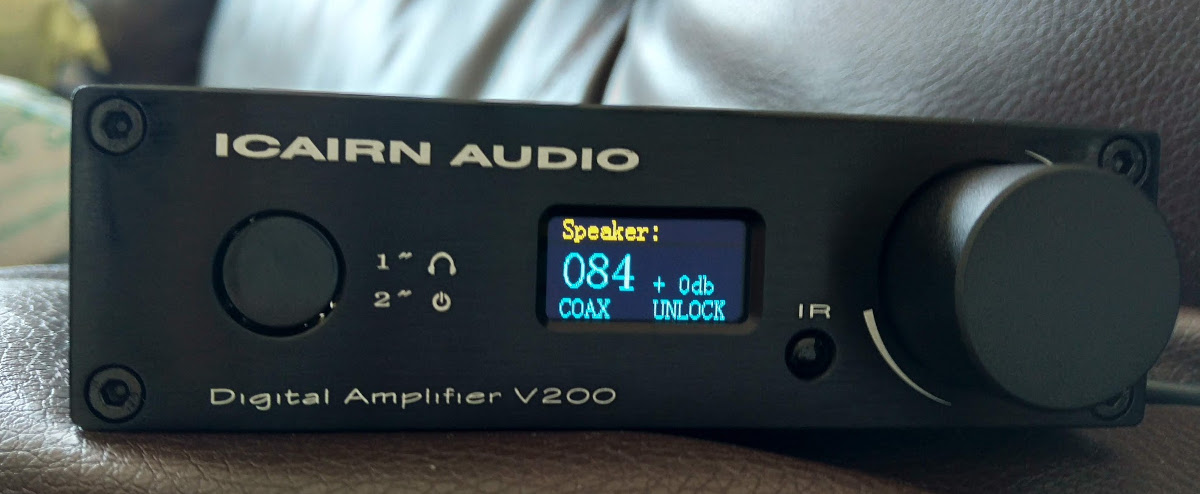 ICAIRN AUDIO
1~
2~
Speaker:
084 + 0db
COAX UNLOCK
IR
Digital Amplifier V200